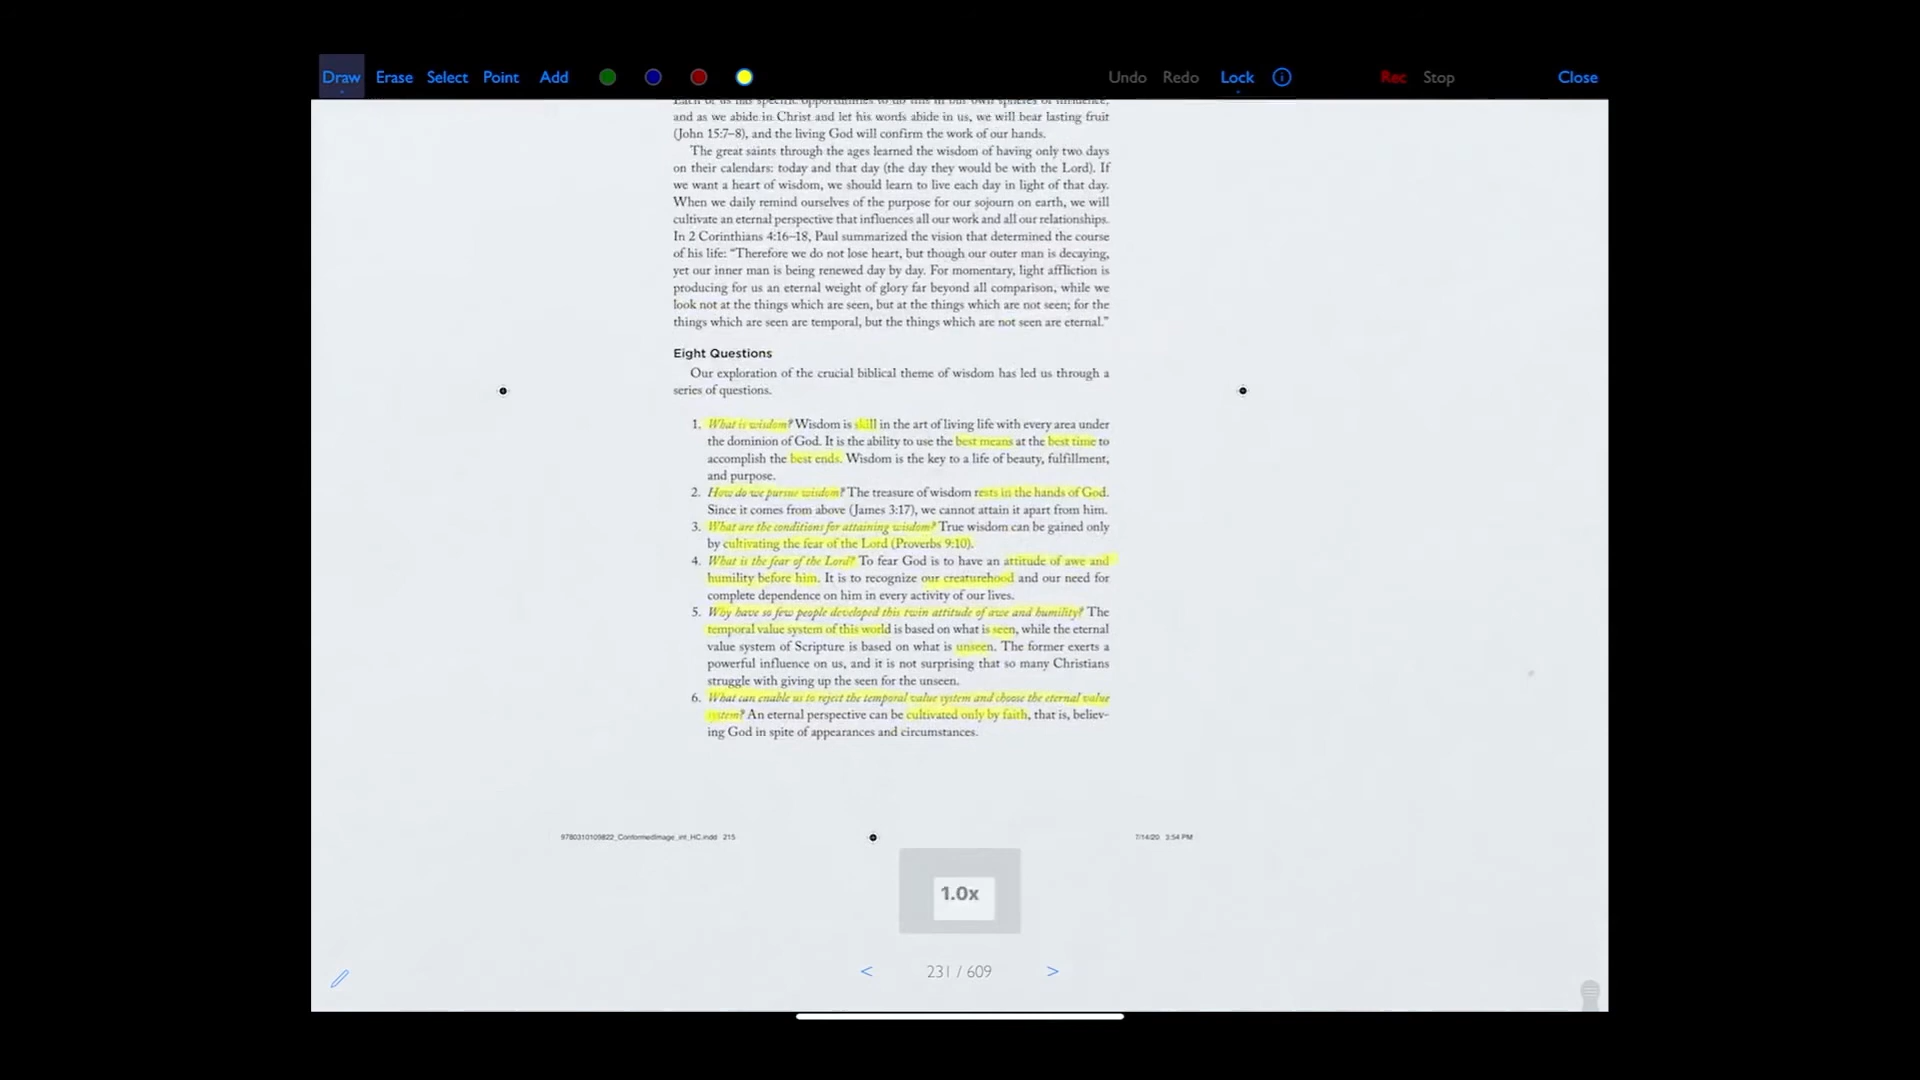 Draw Erase Select Point Add Undo Redo Lock Rec Stop Close
Each of us has specific opportunities to do this in our own spheres of influence,
and as we abide in Christ and let his words abide in us, we will bear lasting fruit
(John 15:7–8), and the living God will confirm the work of our hands.
The great saints through the ages learned the wisdom of having only two days
on their calendars: today and that day (the day they would be with the Lord). If
we want a heart of wisdom, we should learn to live each day in light of that day.
When we daily remind ourselves of the purpose for our sojourn on earth, we will
cultivate an eternal perspective that influences all our work and all our relationships.
In 2 Corinthians 4:16–18, Paul summarized the vision that determined the course
of his life: “Therefore we do not lose heart, but though our outer man is decaying,
yet our inner man is being renewed day by day. For momentary, light affliction is
producing for us an eternal weight of glory far beyond all comparison, while we
look not at the things which are seen, but at the things which are not seen; for the
things which are seen are temporal, but the things which are not seen are eternal.”
Eight Questions
Our exploration of the crucial biblical theme of wisdom has led us through a
series of questions.
1. What is wisdom? Wisdom is skill in the art of living life with every area under
the dominion of God. It is the ability to use the best means at the best time to
accomplish the best ends. Wisdom is the key to a life of beauty, fulfillment,
and purpose.
2. How do we pursue wisdom? The treasure of wisdom rests in the hands of God.
Since it comes from above (James 3:17), we cannot attain it apart from him.
3. What are the conditions for attaining wisdom? True wisdom can be gained only
by cultivating the fear of the Lord (Proverbs 9:10).
4. What is the fear of the Lord? To fear God is to have an attitude of awe and
humility before him. It is to recognize our creaturehood and our need for
complete dependence on him in every activity of our lives.
5. Why have so few people developed this twin attitude of awe and humility? The
temporal value system of this world is based on what is seen, while the eternal
value system of Scripture is based on what is unseen. The former exerts a
powerful influence on us, and it is not surprising that so many Christians
struggle with giving up the seen for the unseen.
6. What can enable us to reject the temporal value system and choose the eternal value
system? An eternal perspective can be cultivated only by faith, that is, believ-
ing God in spite of appearances and circumstances.
9780310109822_ConformedImage_int_HC.indd 215 7/14/20 3:54 PM
1.0x
< 231 / 609 >